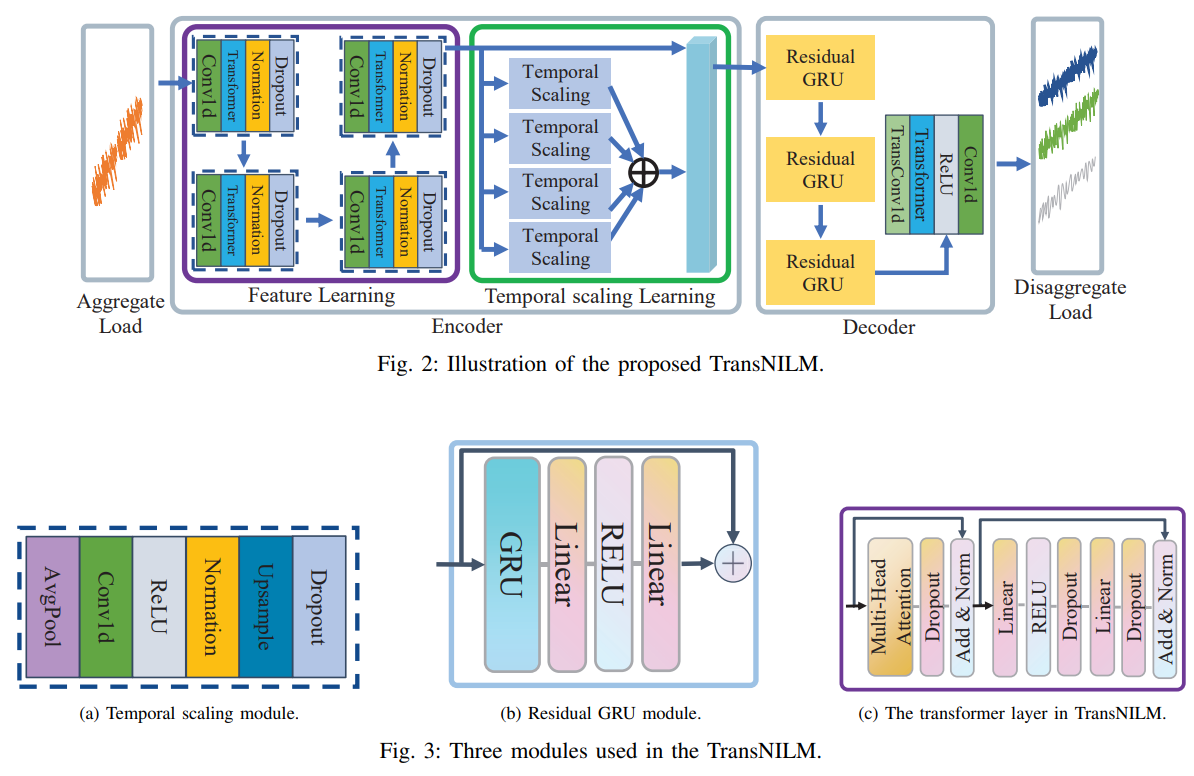 Aggregate
Load
Conv1d
Transformer
Normation
Dropout
Conv1d
Transformer
Normation
Dropout
Conv1d
Transformer
Normation
Dropout
Conv1d
Transformer
Normation
Dropout
Feature Learning
Temporal
Scaling
Temporal
Scaling
Temporal
Scaling
Temporal
Scaling
Temporal scaling Learning
Encoder
Residual
GRU
Residual
GRU
Residual
GRU
TransConv1d
Transformer
ReLU
Conv1d
Decoder
Disaggregate
Load
Fig. 2: Illustration of the proposed TransNILM.
AvgPool
Conv1d
ReLU
Normation
Upsample
Dropout
(a) Temporal scaling module.
GRU
Linear
RELU
Linear
(b) Residual GRU module.
Multi-Head
Attention
Dropout
Add & Norm
Linear
RELU
Dropout
Linear
Dropout
Add & Norm
(c) The transformer layer in TransNILM.
Fig. 3: Three modules used in the TransNILM.